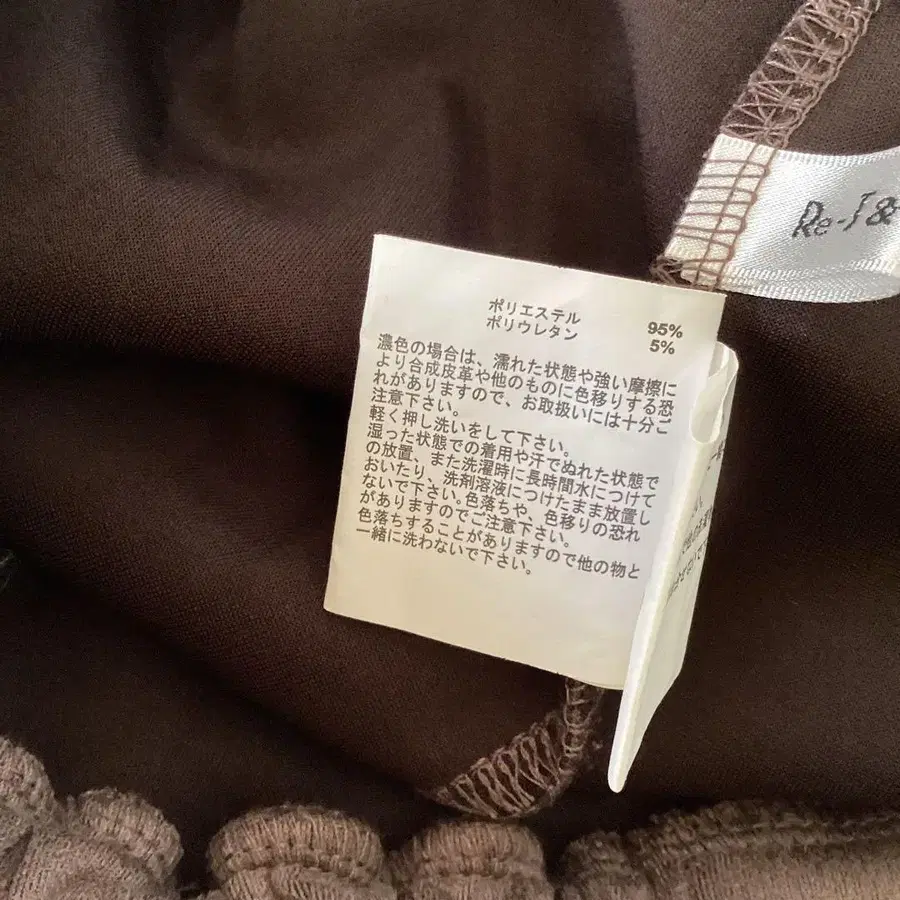 Re-J&
ポリエステル 95%
ポリウレタン 5%
濃色の場合は、濡れた状態や強い摩擦に
より合成皮革や他のものに色移りする恐
れがありますので、お取扱いには十分ご
注意下さい。
軽く押し洗いをして下さい。
湿った状態での着用や汗でぬれた状態で
の放置、また洗濯時に長時間水につけて
おいたり、洗剤溶液につけたまま放置し
ないで下さい。色落ちや、色移りの恐れ
がありますのでご注意下さい。
色落ちすることがありますので他の物と
一緒に洗わないで下さい。